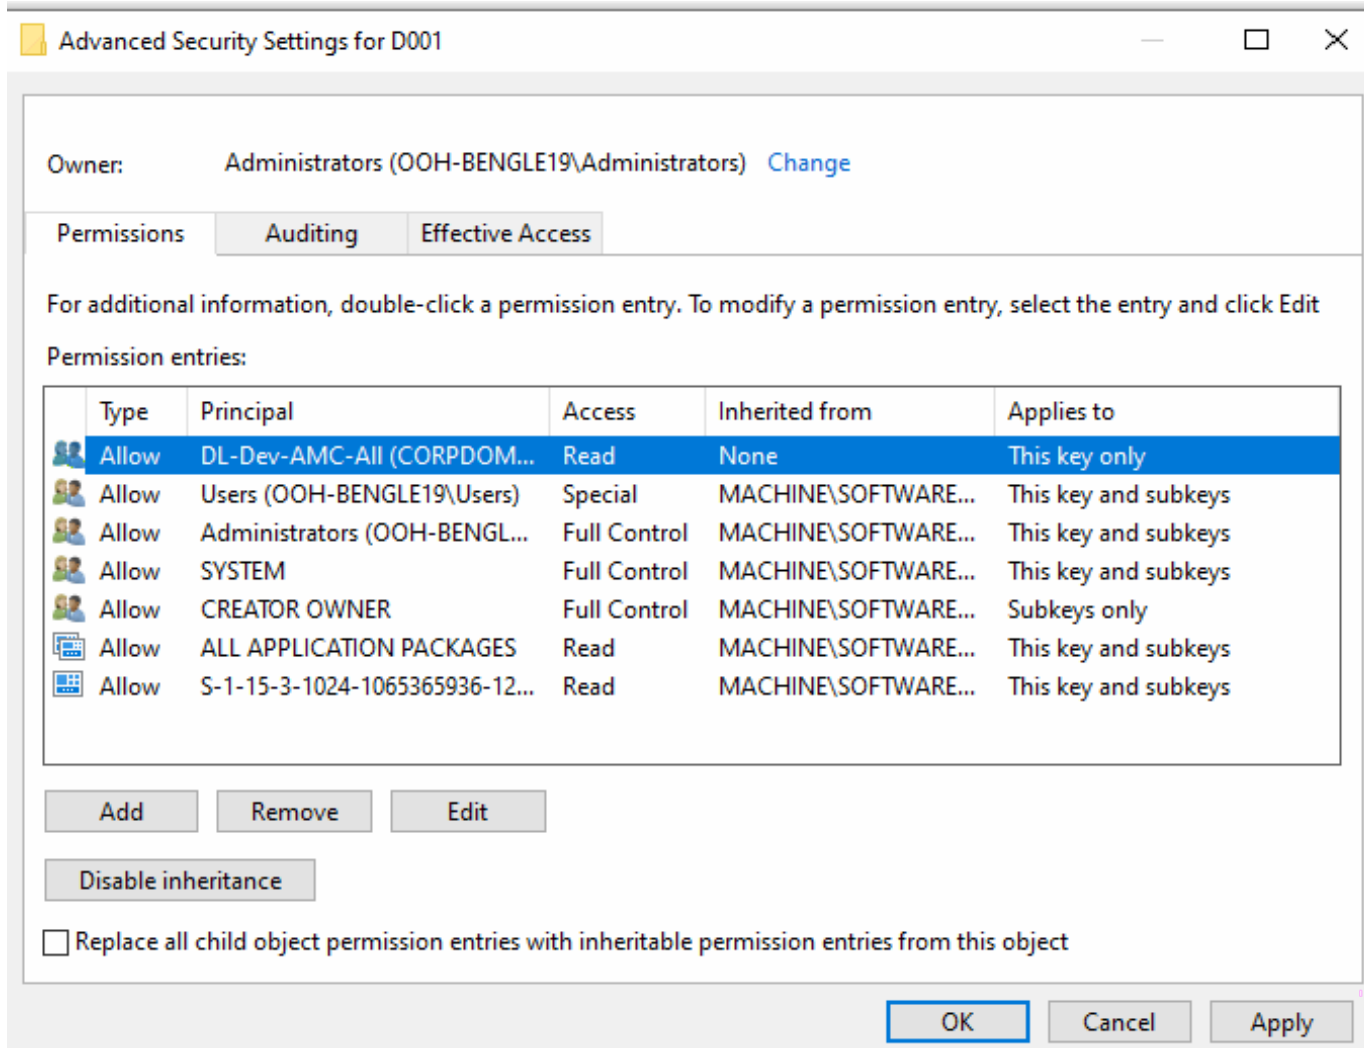 Advanced Security Settings for D001
Owner: Administrators (OOH-BENGLE19\Administrators) Change
Permissions Auditing Effective Access
For additional information, double-click a permission entry. To modify a permission entry, select the entry and click Edit
Permission entries:
Type Principal Access Inherited from Applies to
Allow DL-Dev-AMC-All (CORPDOM... Read None This key only
Allow Users (OOH-BENGLE19\Users) Special MACHINE\SOFTWARE... This key and subkeys
Allow Administrators (OOH-BENGL... Full Control MACHINE\SOFTWARE... This key and subkeys
Allow SYSTEM Full Control MACHINE\SOFTWARE... This key and subkeys
Allow CREATOR OWNER Full Control MACHINE\SOFTWARE... Subkeys only
Allow ALL APPLICATION PACKAGES Read MACHINE\SOFTWARE... This key and subkeys
Allow S-1-15-3-1024-1065365936-12... Read MACHINE\SOFTWARE... This key and subkeys
Add Remove Edit
Disable inheritance
Replace all child object permission entries with inheritable permission entries from this object
OK Cancel Apply